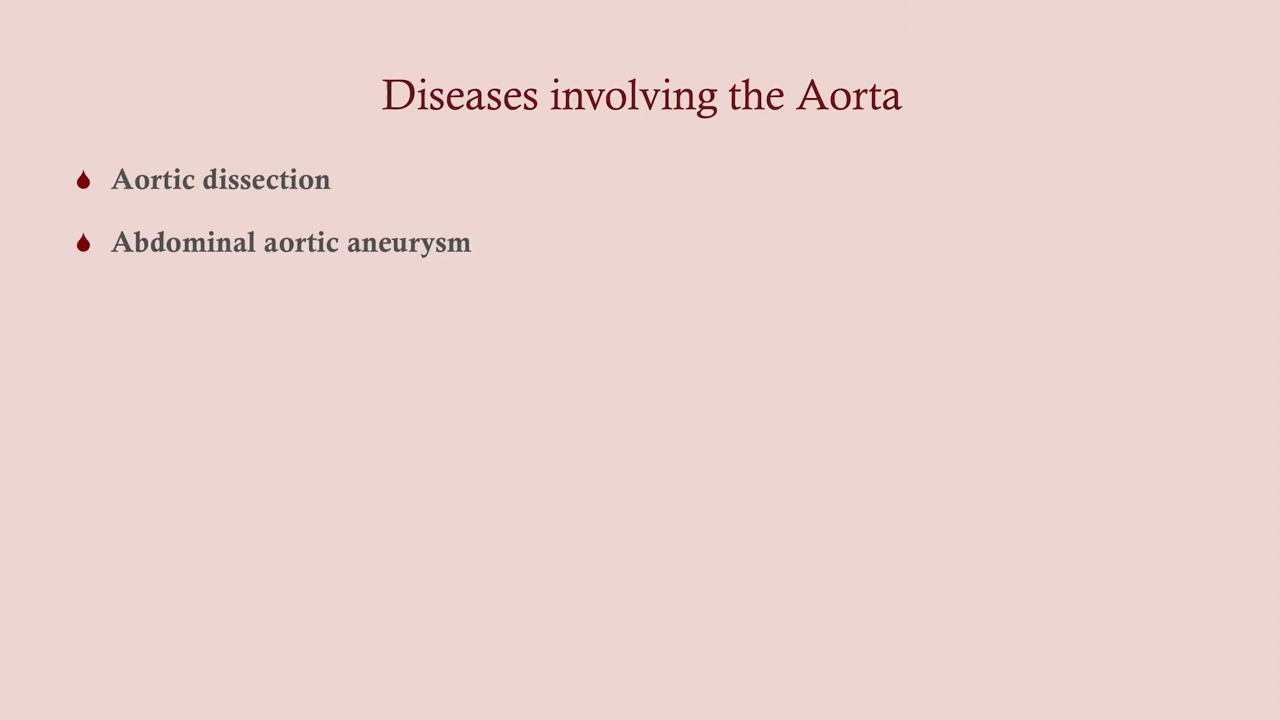 Diseases involving the Aorta
Aortic dissection
Abdominal aortic aneurysm